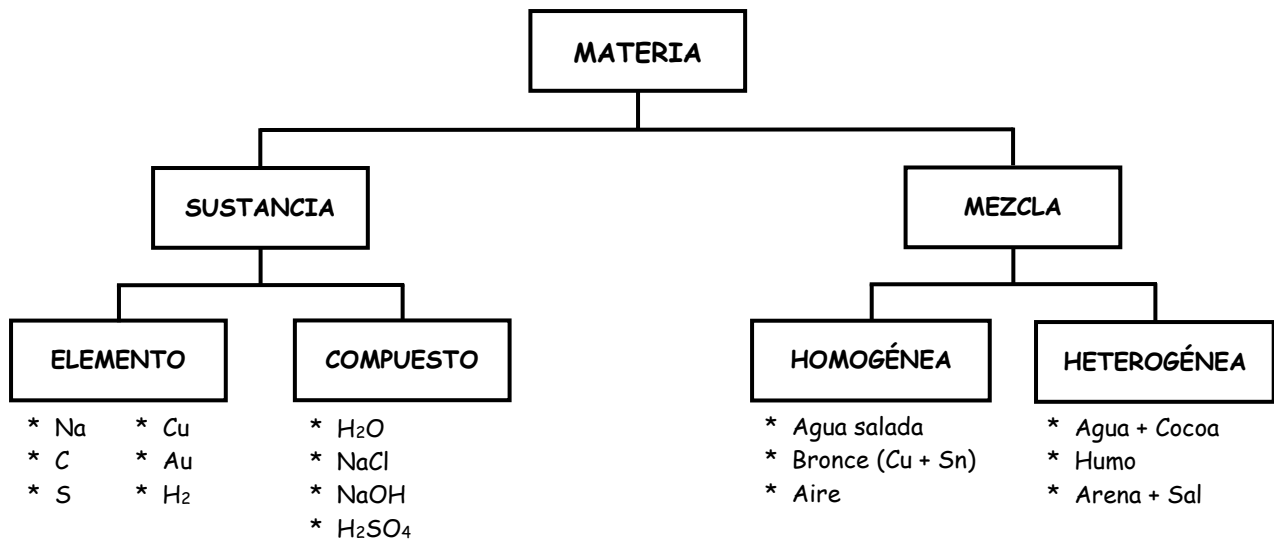 MATERIA
SUSTANCIA
MEZCLA
ELEMENTO
COMPUESTO
HOMOGÉNEA
HETEROGÉNEA
* Na
* C
* S
* Cu
* Au
* H2
* H2O
* NaCl
* NaOH
* H2SO4
* Agua salada
* Bronce (Cu + Sn)
* Aire
* Agua + Cocoa
* Humo
* Arena + Sal